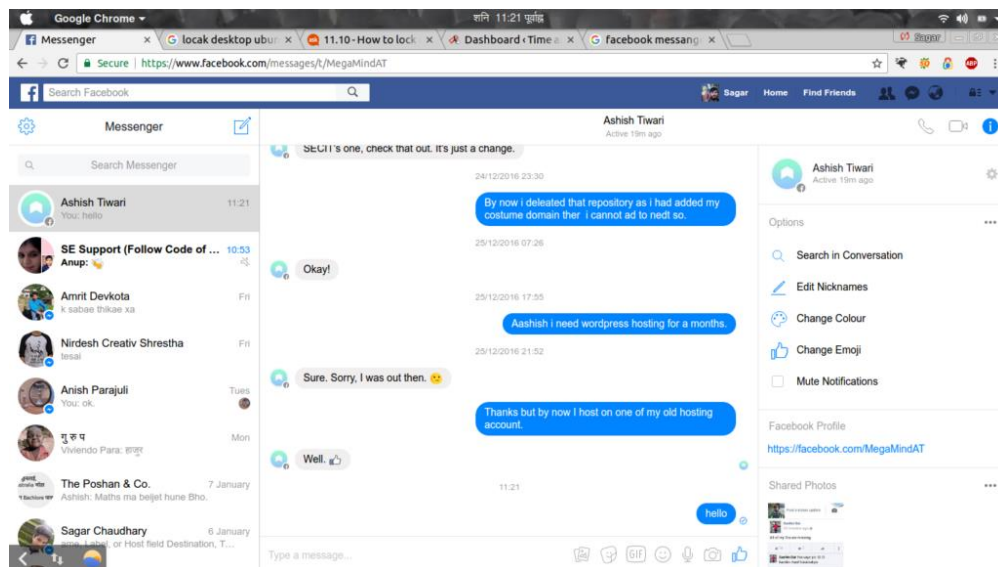 Google Chrome
शनि 11:21 पूर्वाह्न
Messenger
G locak desktop ubun
11.10 - How to lock
Dashboard ‹ Time a
G facebook messang
Sagar
Secure | https://www.facebook.com/messages/t/MegaMindAT
f Search Facebook
Sagar Home Find Friends
Messenger
Search Messenger
Ashish Tiwari 11:21
You: hello
SE Support (Follow Code of ... 10:53
Anup:
Amrit Devkota Fri
k sabae thikae xa
Nirdesh Creativ Shrestha Fri
tesai
Anish Parajuli Tues
You: ok.
गु रु प Mon
Viviendo Para: हाजुर
The Poshan & Co. 7 January
Ashish: Maths ma beijet hune Bho.
Sagar Chaudhary 6 January
ame, Label, or Host field Destination, T...
Ashish Tiwari
Active 19m ago
SECIT's one, check that out. It's just a change.
24/12/2016 23:30
By now i deleated that repository as i had added my
costume domain ther i cannot ad to nedt so.
25/12/2016 07:26
Okay!
25/12/2016 17:55
Aashish i need wordpress hosting for a months.
25/12/2016 21:52
Sure. Sorry, I was out then.
Thanks but by now I host on one of my old hosting
account.
Well.
11:21
hello
Type a message...
GIF
Ashish Tiwari
Active 19m ago
Options
Search in Conversation
Edit Nicknames
Change Colour
Change Emoji
Mute Notifications
Facebook Profile
https://facebook.com/MegaMindAT
Shared Photos